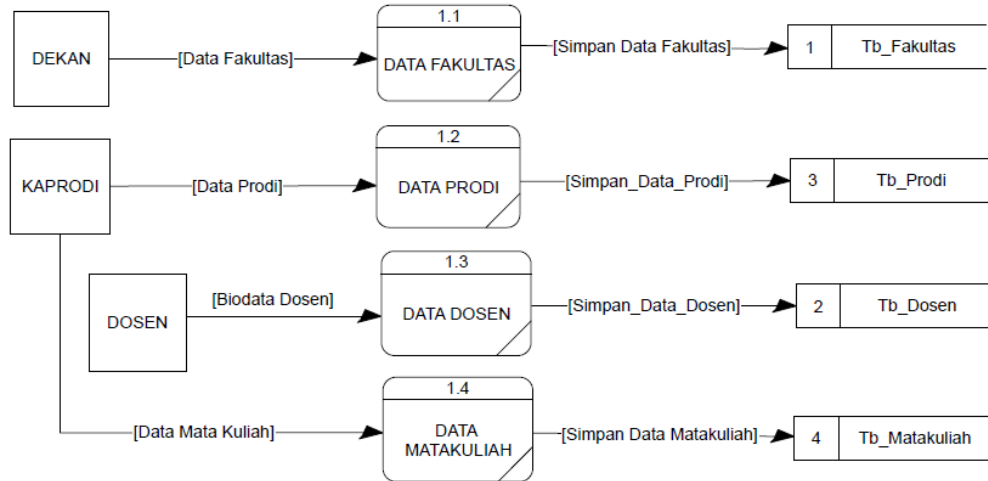 1.1
DEKAN
[Data Fakultas]
DATA FAKULTAS
[Simpan Data Fakultas]
1
Tb_Fakultas
1.2
KAPRODI
[Data Prodi]
DATA PRODI
[Simpan_Data_Prodi]
3
Tb_Prodi
1.3
DOSEN
[Biodata Dosen]
DATA DOSEN
[Simpan_Data_Dosen]
2
Tb_Dosen
1.4
[Data Mata Kuliah]
DATA
MATAKULIAH
[Simpan Data Matakuliah]
4
Tb_Matakuliah